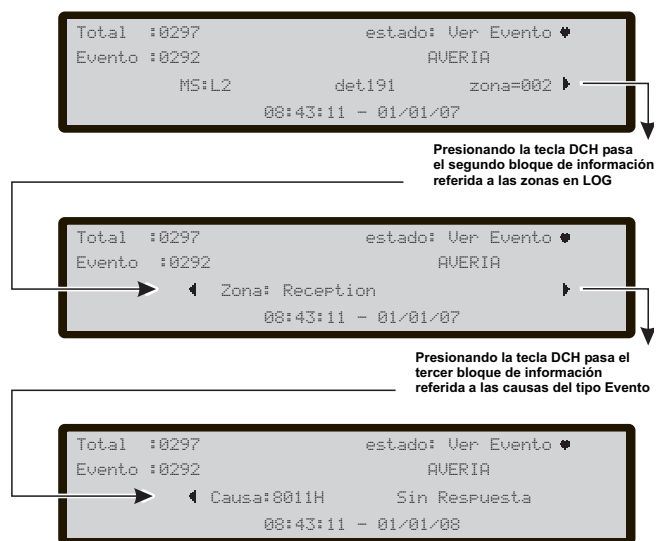 Total :0297 estado: Ver Evento
Evento :0292 AVERIA
MS:L2 det191 zona=002
08:43:11 - 01/01/07
Presionando la tecla DCH pasa
el segundo bloque de información
referida a las zonas en LOG
Total :0297 estado: Ver Evento
Evento :0292 AVERIA
Zona: Reception
08:43:11 - 01/01/07
Presionando la tecla DCH pasa el
tercer bloque de información
referida a las causas del tipo Evento
Total :0297 estado: Ver Evento
Evento :0292 AVERIA
Causa:8011H Sin Respuesta
08:43:11 - 01/01/08